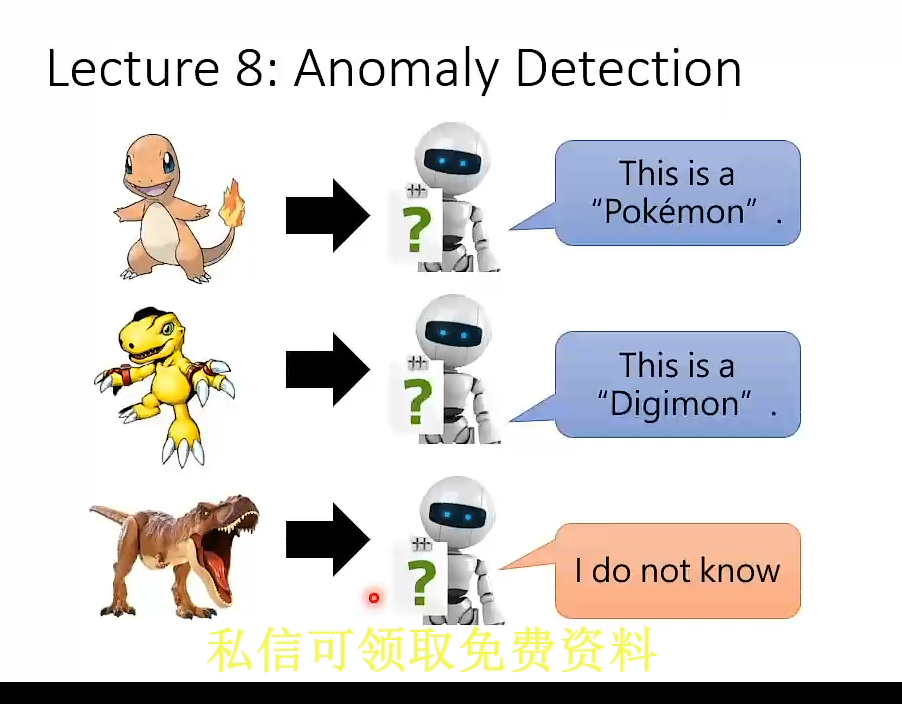 Lecture 8: Anomaly Detection
?
This is a
“Pokémon” .
?
This is a
“Digimon” .
?
I do not know
私信可领取免费资料